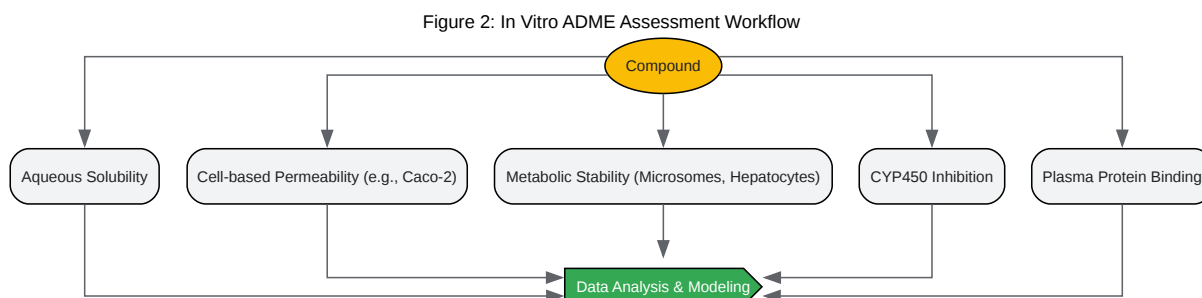 Figure 2: In Vitro ADME Assessment Workflow
Compound
Aqueous Solubility
Cell-based Permeability (e.g., Caco-2)
Metabolic Stability (Microsomes, Hepatocytes)
CYP450 Inhibition
Plasma Protein Binding
Data Analysis & Modeling